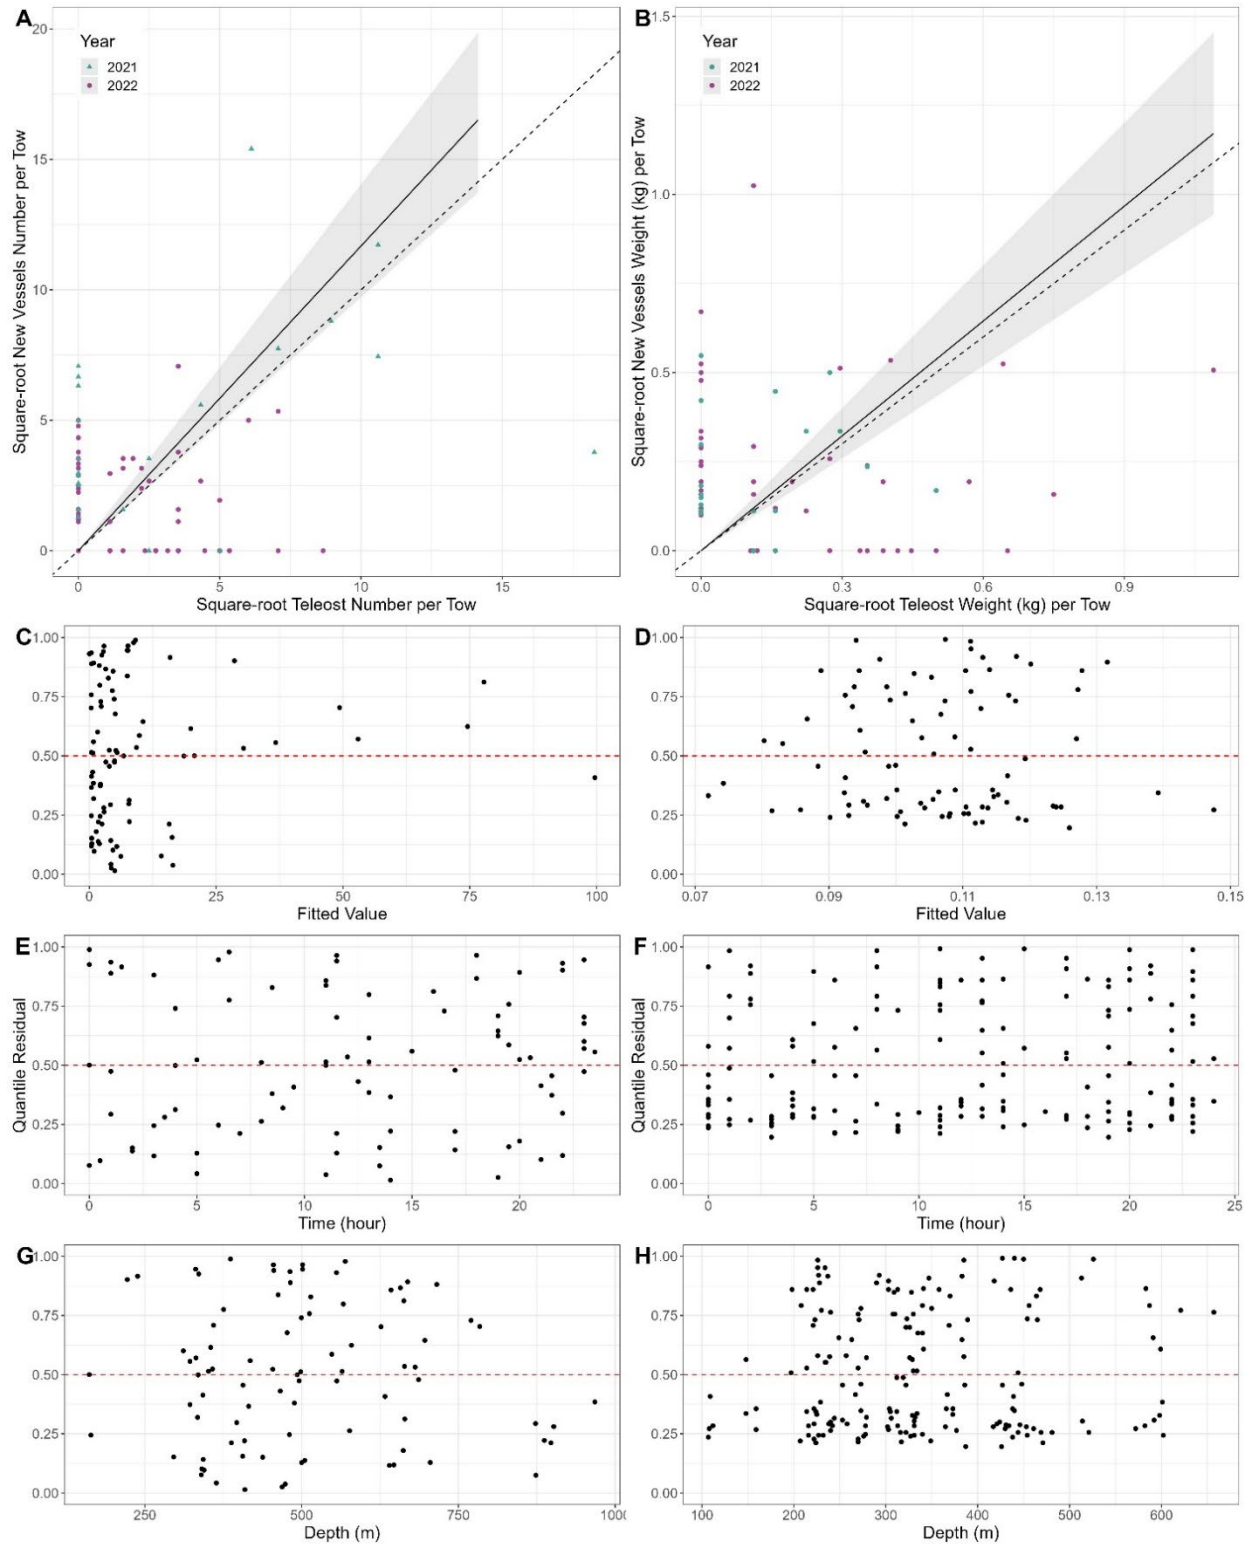 A
B
Year
2021
2022
Year
2021
2022
20
15
10
5
0
1.5
1.0
0.5
0.0
Square-root New Vessels Number per Tow
Square-root New Vessels Weight (kg) per Tow
0 5 10 15
0.0 0.3 0.6 0.9
Square-root Teleost Number per Tow
Square-root Teleost Weight (kg) per Tow
C
1.00
0.75
0.50
0.25
0.00
0 25 50 75 100
Fitted Value
D
1.00
0.75
0.50
0.25
0.00
0.07 0.09 0.11 0.13 0.15
Fitted Value
E
1.00
0.75
0.50
0.25
0.00
Quantile Residual
0 5 10 15 20
Time (hour)
F
1.00
0.75
0.50
0.25
0.00
Quantile Residual
0 5 10 15 20 25
Time (hour)
G
1.00
0.75
0.50
0.25
0.00
250 500 750 1000
Depth (m)
H
1.00
0.75
0.50
0.25
0.00
100 200 300 400 500 600
Depth (m)